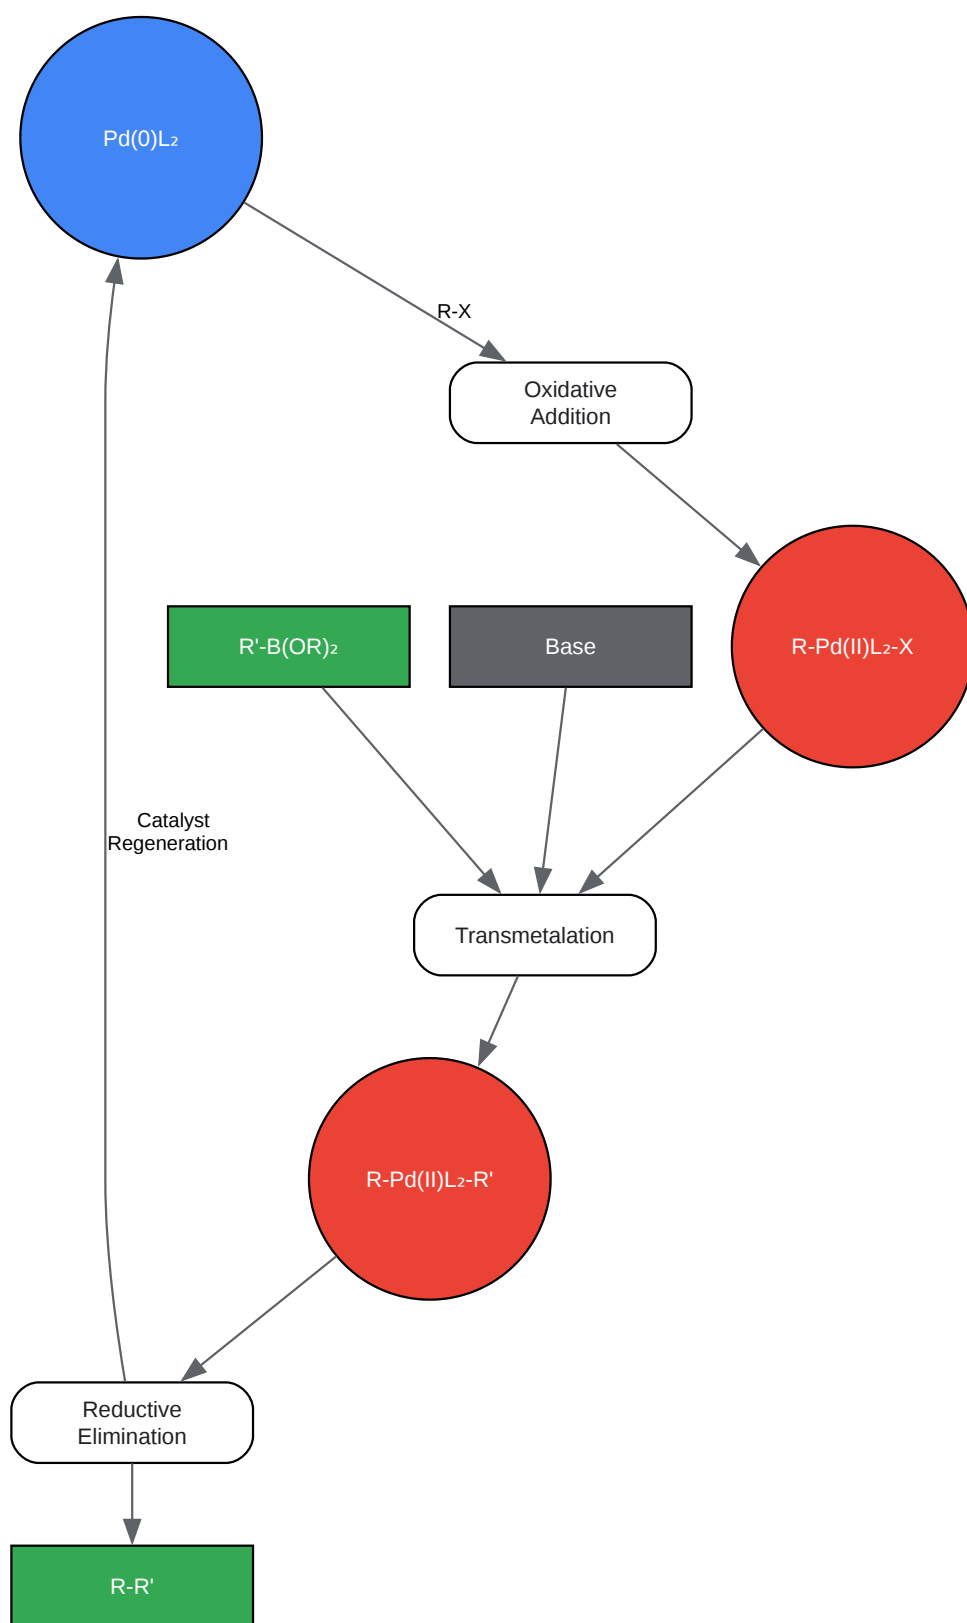 Pd(0)L₂
R-X
Oxidative
Addition
R'-B(OR)₂
Base
R-Pd(II)L₂-X
Catalyst
Regeneration
Transmetalation
R-Pd(II)L₂-R'
Reductive
Elimination
R-R'